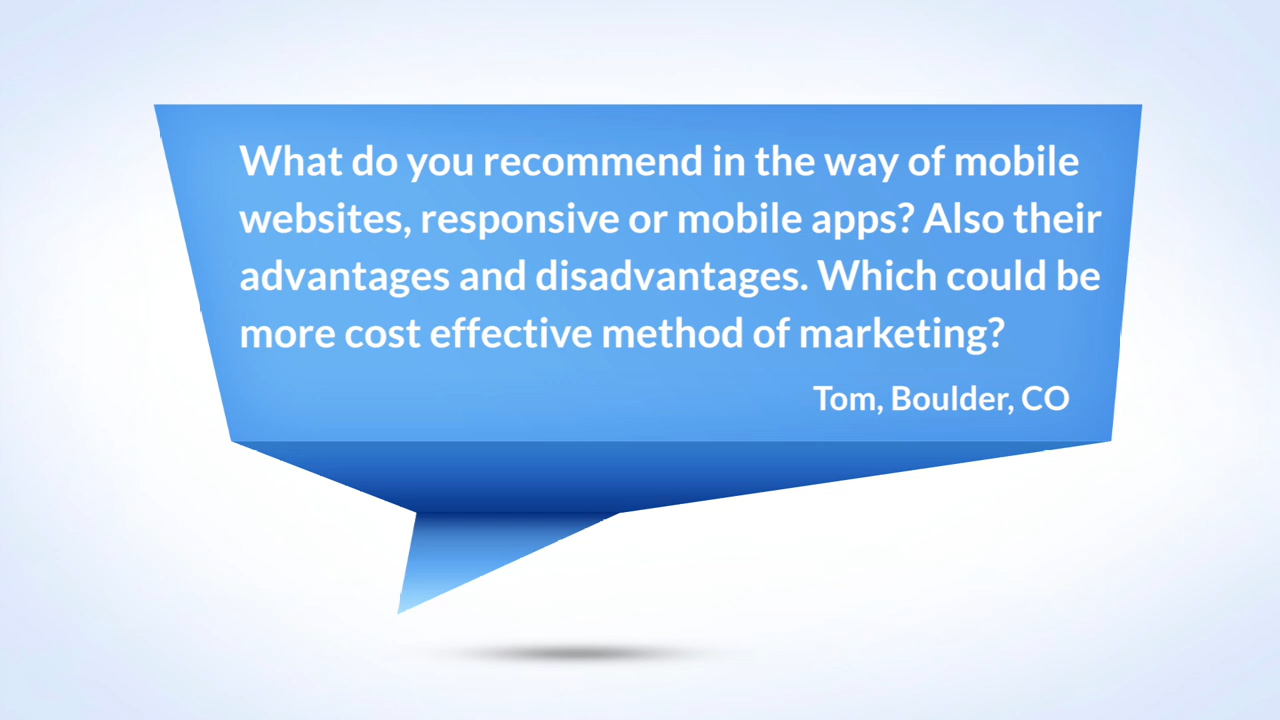 What do you recommend in the way of mobile
websites, responsive or mobile apps? Also their
advantages and disadvantages. Which could be
more cost effective method of marketing?
Tom, Boulder, CO